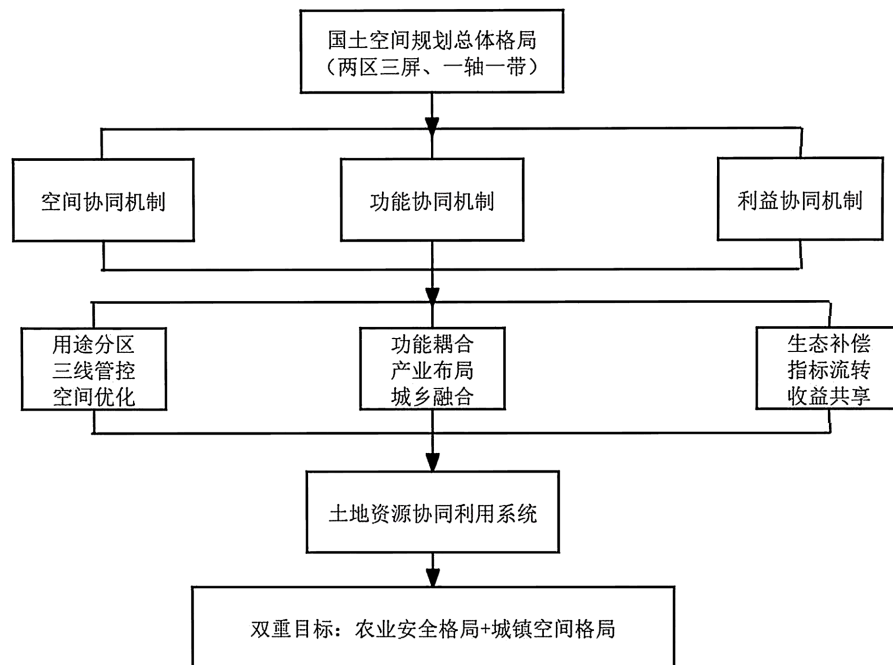 国土空间规划总体格局
（两区三屏、一轴一带）
空间协同机制
功能协同机制
利益协同机制
用途分区
三线管控
空间优化
功能耦合
产业布局
城乡融合
生态补偿
指标流转
收益共享
土地资源协同利用系统
双重目标：农业安全格局+城镇空间格局